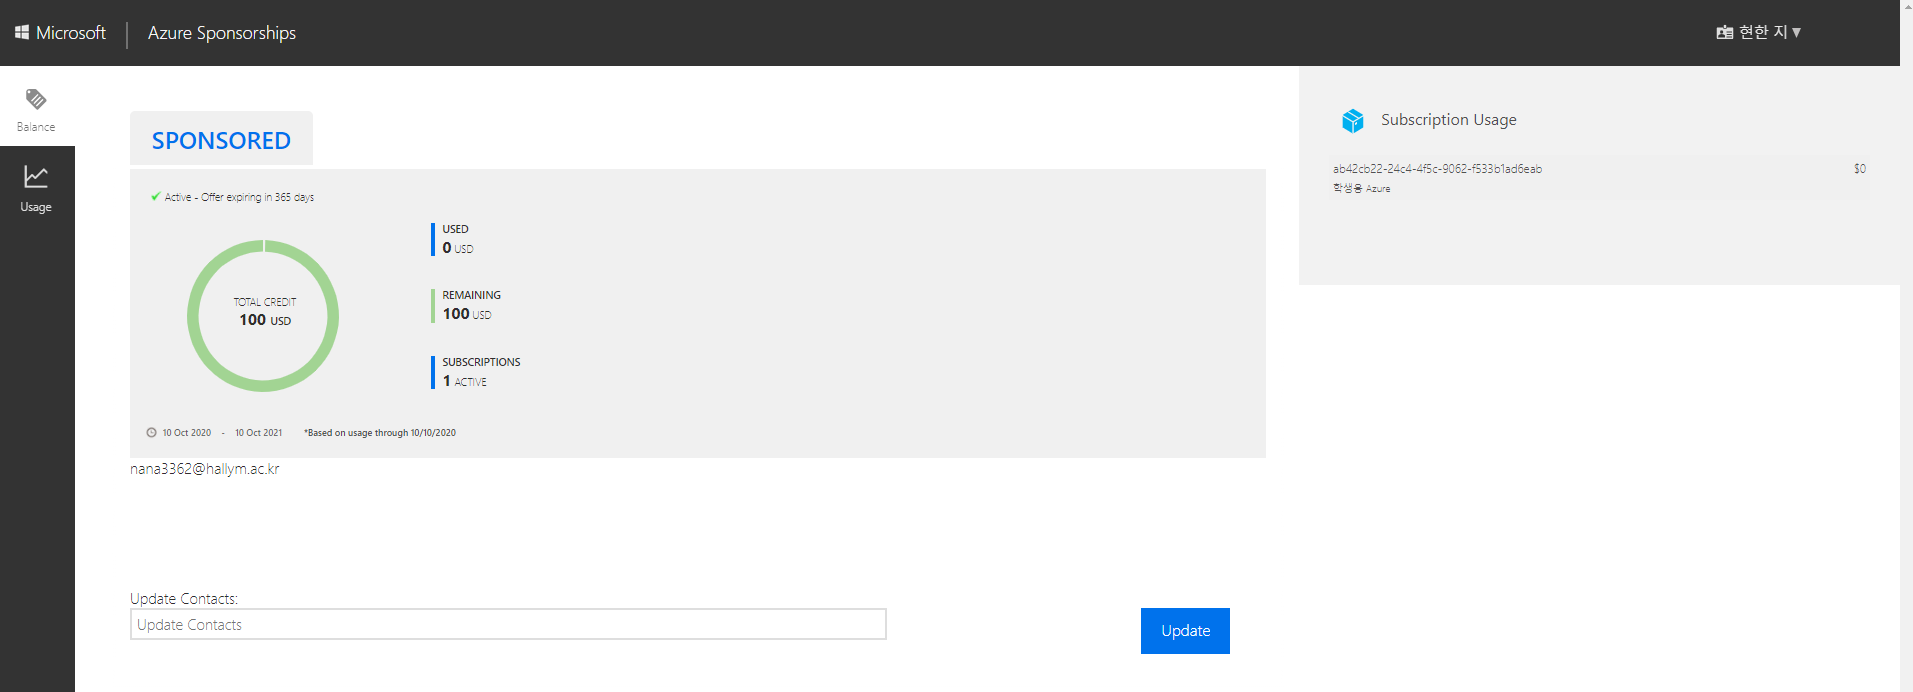 Microsoft
Azure Sponsorships
현한 지 ▼
Balance
Usage
SPONSORED
Active - Offer expiring in 365 days
TOTAL CREDIT
100 USD
USED
0 USD
REMAINING
100 USD
SUBSCRIPTIONS
1 ACTIVE
10 Oct 2020 - 10 Oct 2021 *Based on usage through 10/10/2020
nana3362@hallym.ac.kr
Update Contacts:
Update Contacts
Update
Subscription Usage
ab42cb22-24c4-4f5c-9062-f533b1ad6eab $0
학생용 Azure